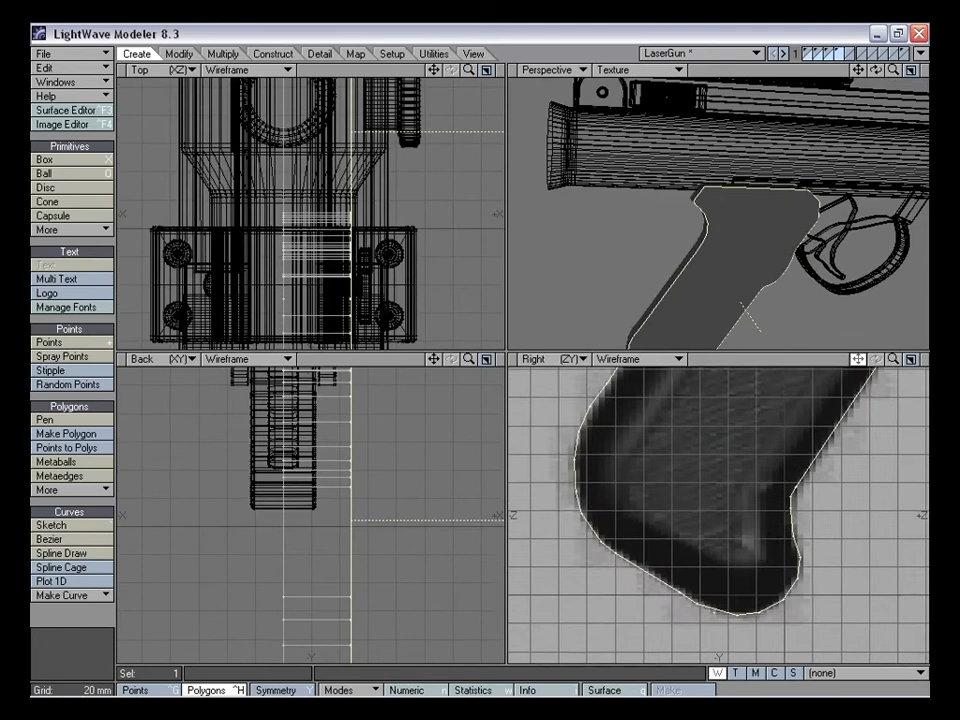 LightWave Modeler 8.3
File
Create Modify Multiply Construct Detail Map Setup Utilities View
LaserGun *
1
Edit
Top (XZ) Wireframe
Perspective Texture
Windows
Help
Surface Editor F3
Image Editor ^F4
Primitives
Box X
Ball O
Disc
Cone
Capsule
More
Text
Text
Multi Text
Logo
Manage Fonts
Points
Points +
Spray Points
Back (XY) Wireframe
Right (ZY) Wireframe
Stipple
Random Points
Polygons
Pen
Make Polygon
Points to Polys
Metaballs
Metaedges
More
Curves
Sketch
Bezier
Spline Draw
Spline Cage
Plot 1D
Make Curve
-X +X
-X +X
-Z +Z
-Y
-Y
Sel: 1
W T M C S (none)
Grid: 20 mm
Points ^G Polygons ^H Symmetry Y Modes Numeric n Statistics w Info i Surface q Make